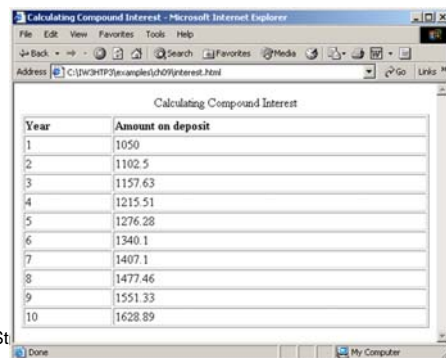 Calculating Compound Interest - Microsoft Internet Explorer
File Edit View Favorites Tools Help
Back Search Favorites Media
Address C:\IW3HTP3\examples\ch09\interest.html Go Links »
Calculating Compound Interest
Year Amount on deposit
1 1050
2 1102.5
3 1157.63
4 1215.51
5 1276.28
6 1340.1
7 1407.1
8 1477.46
9 1551.33
10 1628.89
Done My Computer